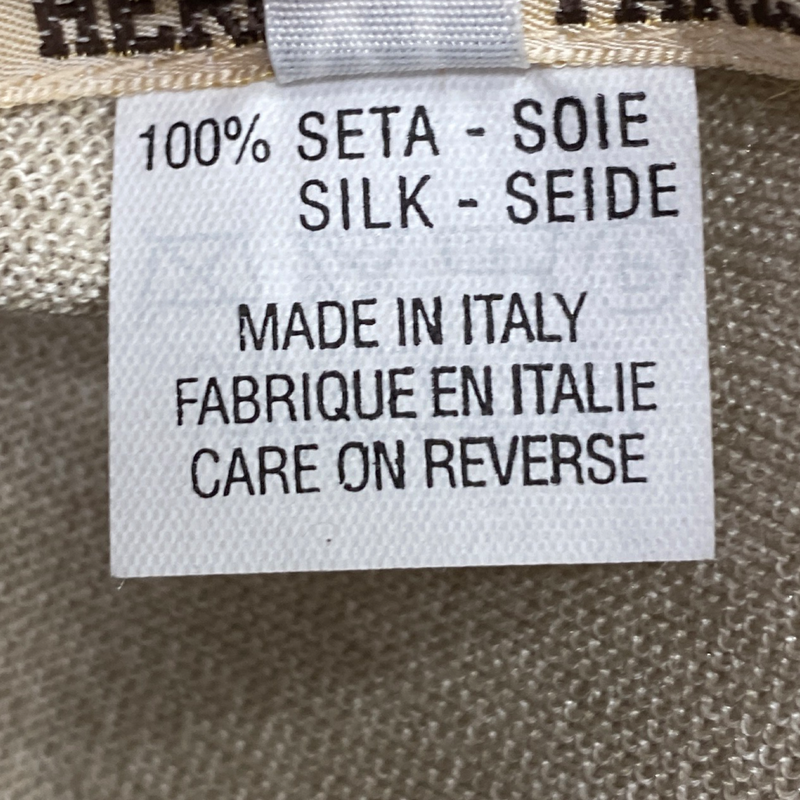 100% SETA - SOIE
SILK - SEIDE
MADE IN ITALY
FABRIQUE EN ITALIE
CARE ON REVERSE